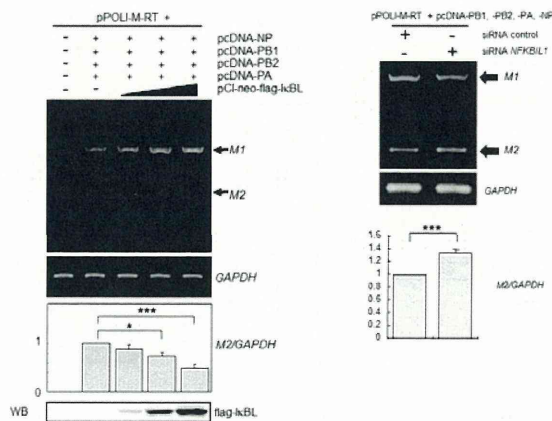 pPOLI-M-RT +
- + + + + pcDNA-NP
- + + + + pcDNA-PB1
- + + + + pcDNA-PB2
- + + + + pcDNA-PA
- - pCI-neo-flag-IκBL
M1
M2
GAPDH
***
*
1
0
M2/GAPDH
WB
flag-IκBL
pPOLI-M-RT + pcDNA-PB1, -PB2, -PA, -NP
+ - siRNA control
- + siRNA NFKBIL1
M1
M2
GAPDH
***
1.6
1.4
1.2
1
0.8
0.6
0.4
0.2
0
M2/GAPDH